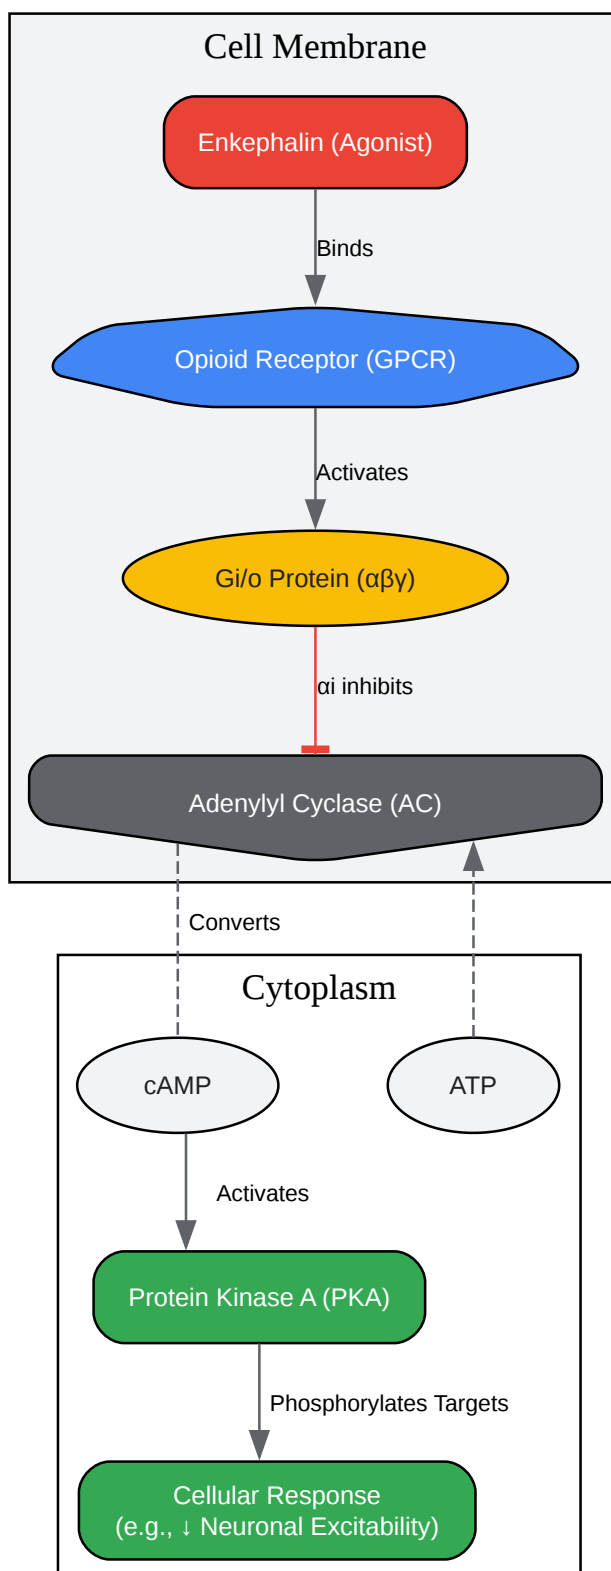 Cell Membrane
Enkephalin (Agonist)
Binds
Opioid Receptor (GPCR)
Activates
Gi/o Protein (αβγ)
αi inhibits
Adenylyl Cyclase (AC)
Converts
Cytoplasm
cAMP
ATP
Activates
Protein Kinase A (PKA)
Phosphorylates Targets
Cellular Response
(e.g., ↓ Neuronal Excitability)